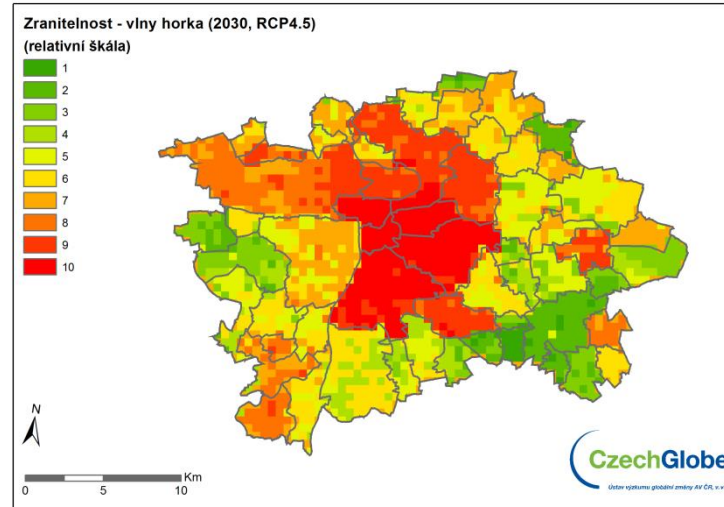 Zranitelnost - vlny horka (2030, RCP4.5)
(relativní škála)
1
2
3
4
5
6
7
8
9
10
N
Km
0 5 10
CzechGlobe
Ústav výzkumu globální změny AV ČR, v.v